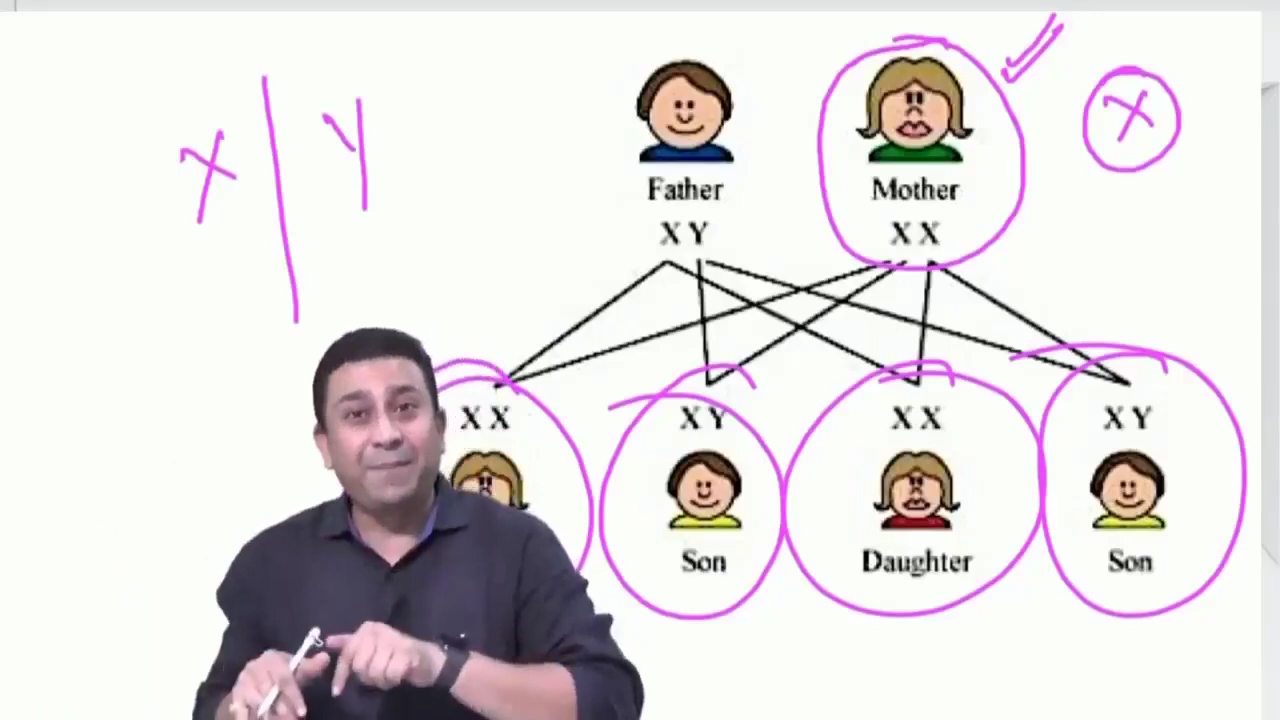 X Y X
Father Mother
X Y X X
X X X Y X X X Y
Son Daughter Son